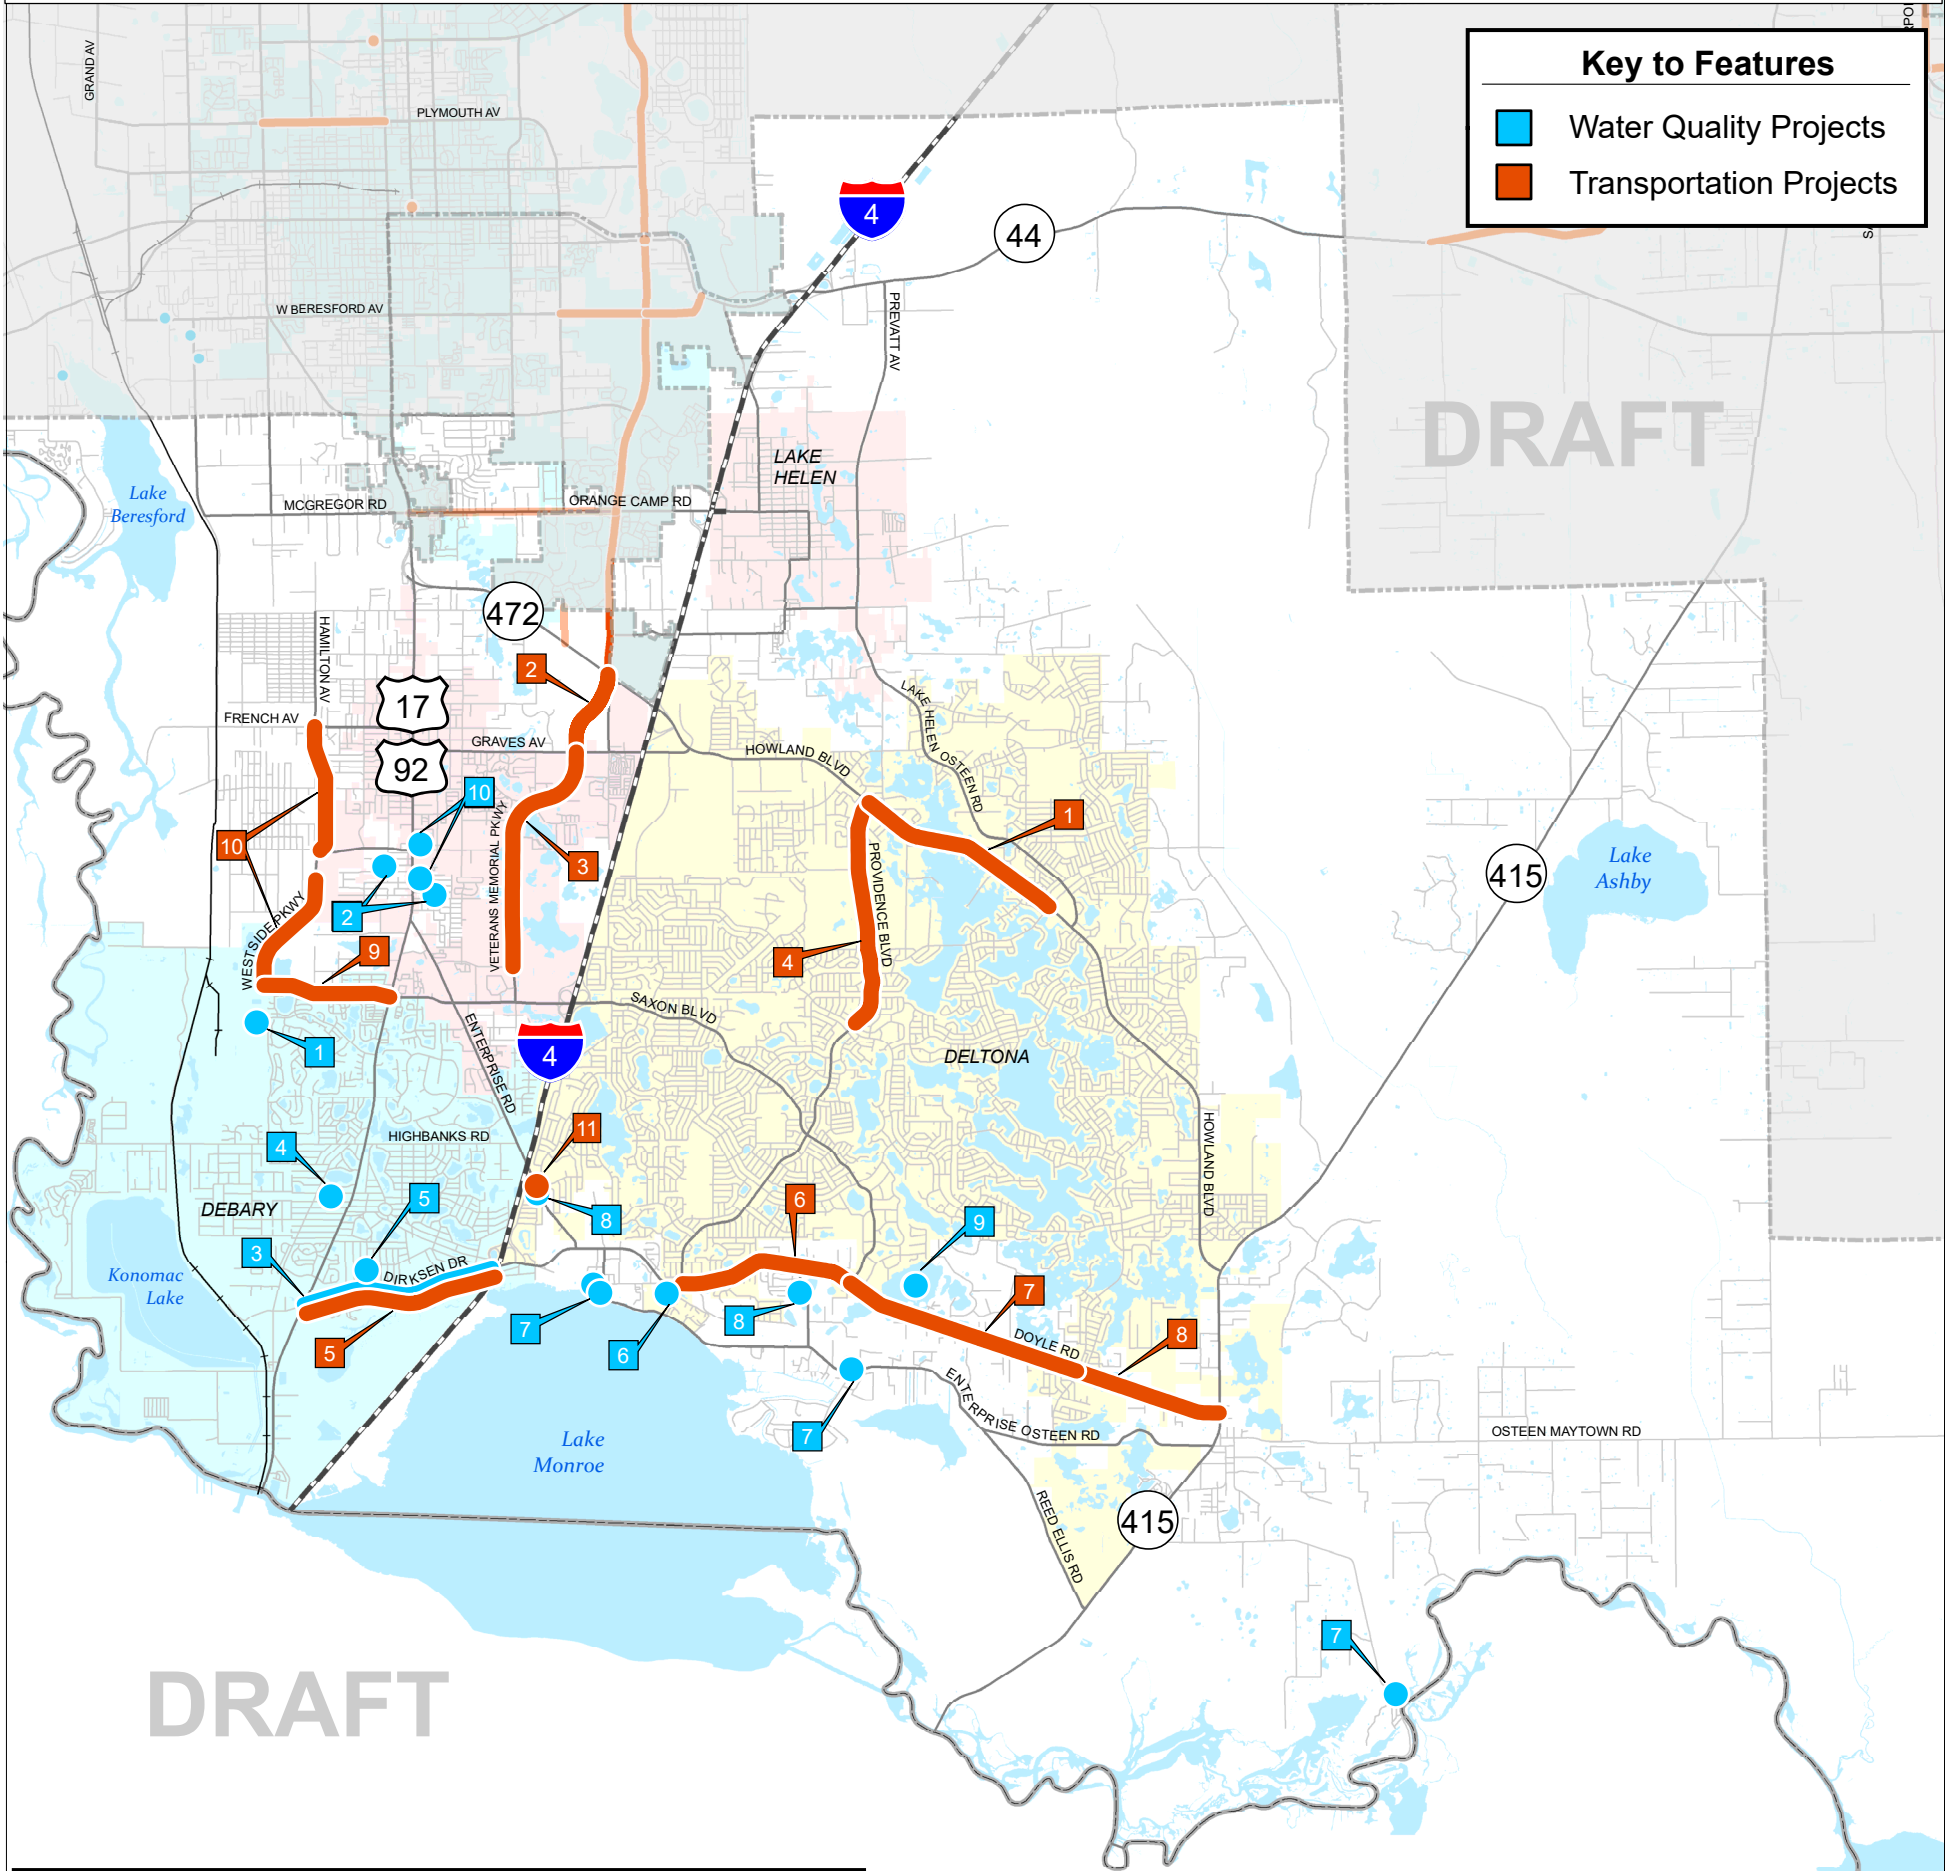 Key to Features
Water Quality Projects
Transportation Projects
GRAND AV
PLYMOUTH AV
4
44
W BERESFORD AV
PREVATT AV
DRAFT
LAKE
HELEN
Lake
Beresford
MCGREGOR RD
ORANGE CAMP RD
472
HAMILTON AV
2
17
FRENCH AV
LAKE HELEN OSTEEN RD
GRAVES AV
HOWLAND BLVD
92
10
1
10
VETERANS MEMORIAL PKWY
3
PROVIDENCE BLVD
415
Lake
Ashby
2
WESTSIDE PKWY
9
4
SAXON BLVD
1
ENTERPRISE RD
4
DELTONA
11
HIGHBANKS RD
HOWLAND BLVD
4
5
DEBARY
6
8
9
3
DIRKSEN DR
Konomac
Lake
7
8
7
6
5
DOYLE RD
8
7
ENTERPRISE OSTEEN RD
OSTEEN MAYTOWN RD
Lake
Monroe
REED ELLIS RD
415
7
DRAFT